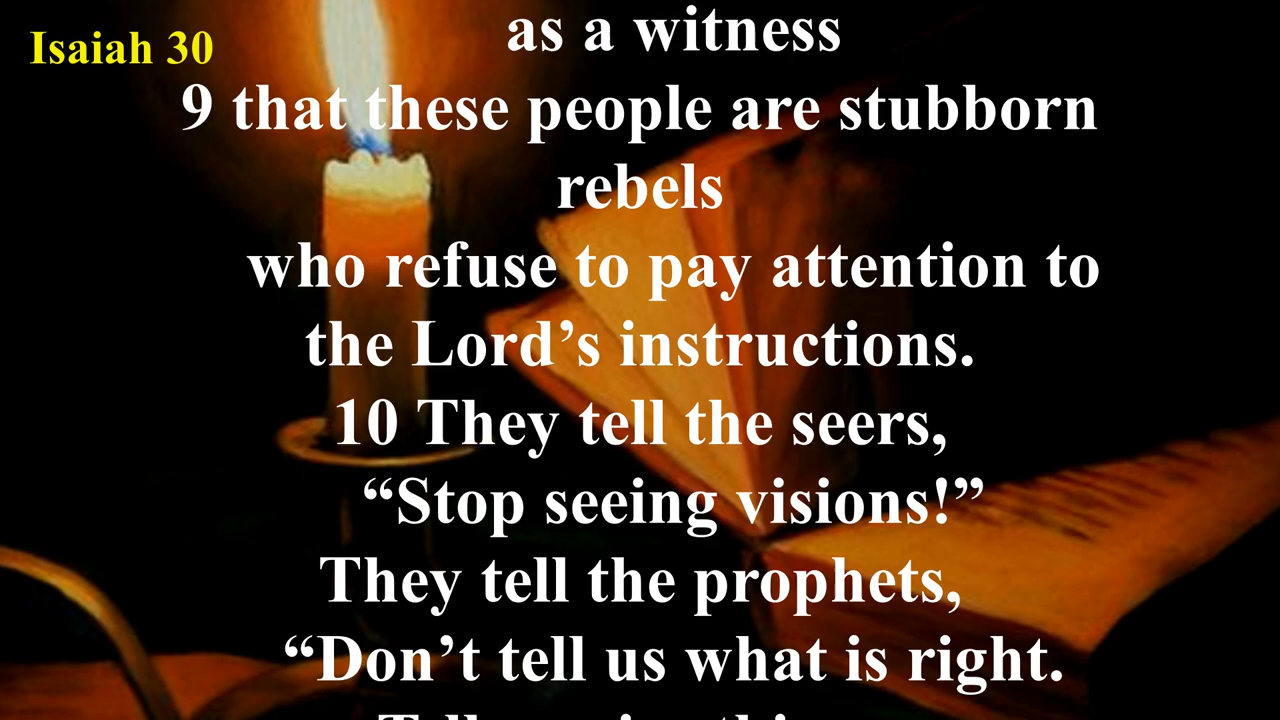 Isaiah 30
as a witness
9 that these people are stubborn
rebels
who refuse to pay attention to
the Lord’s instructions.
10 They tell the seers,
“Stop seeing visions!”
They tell the prophets,
“Don’t tell us what is right.